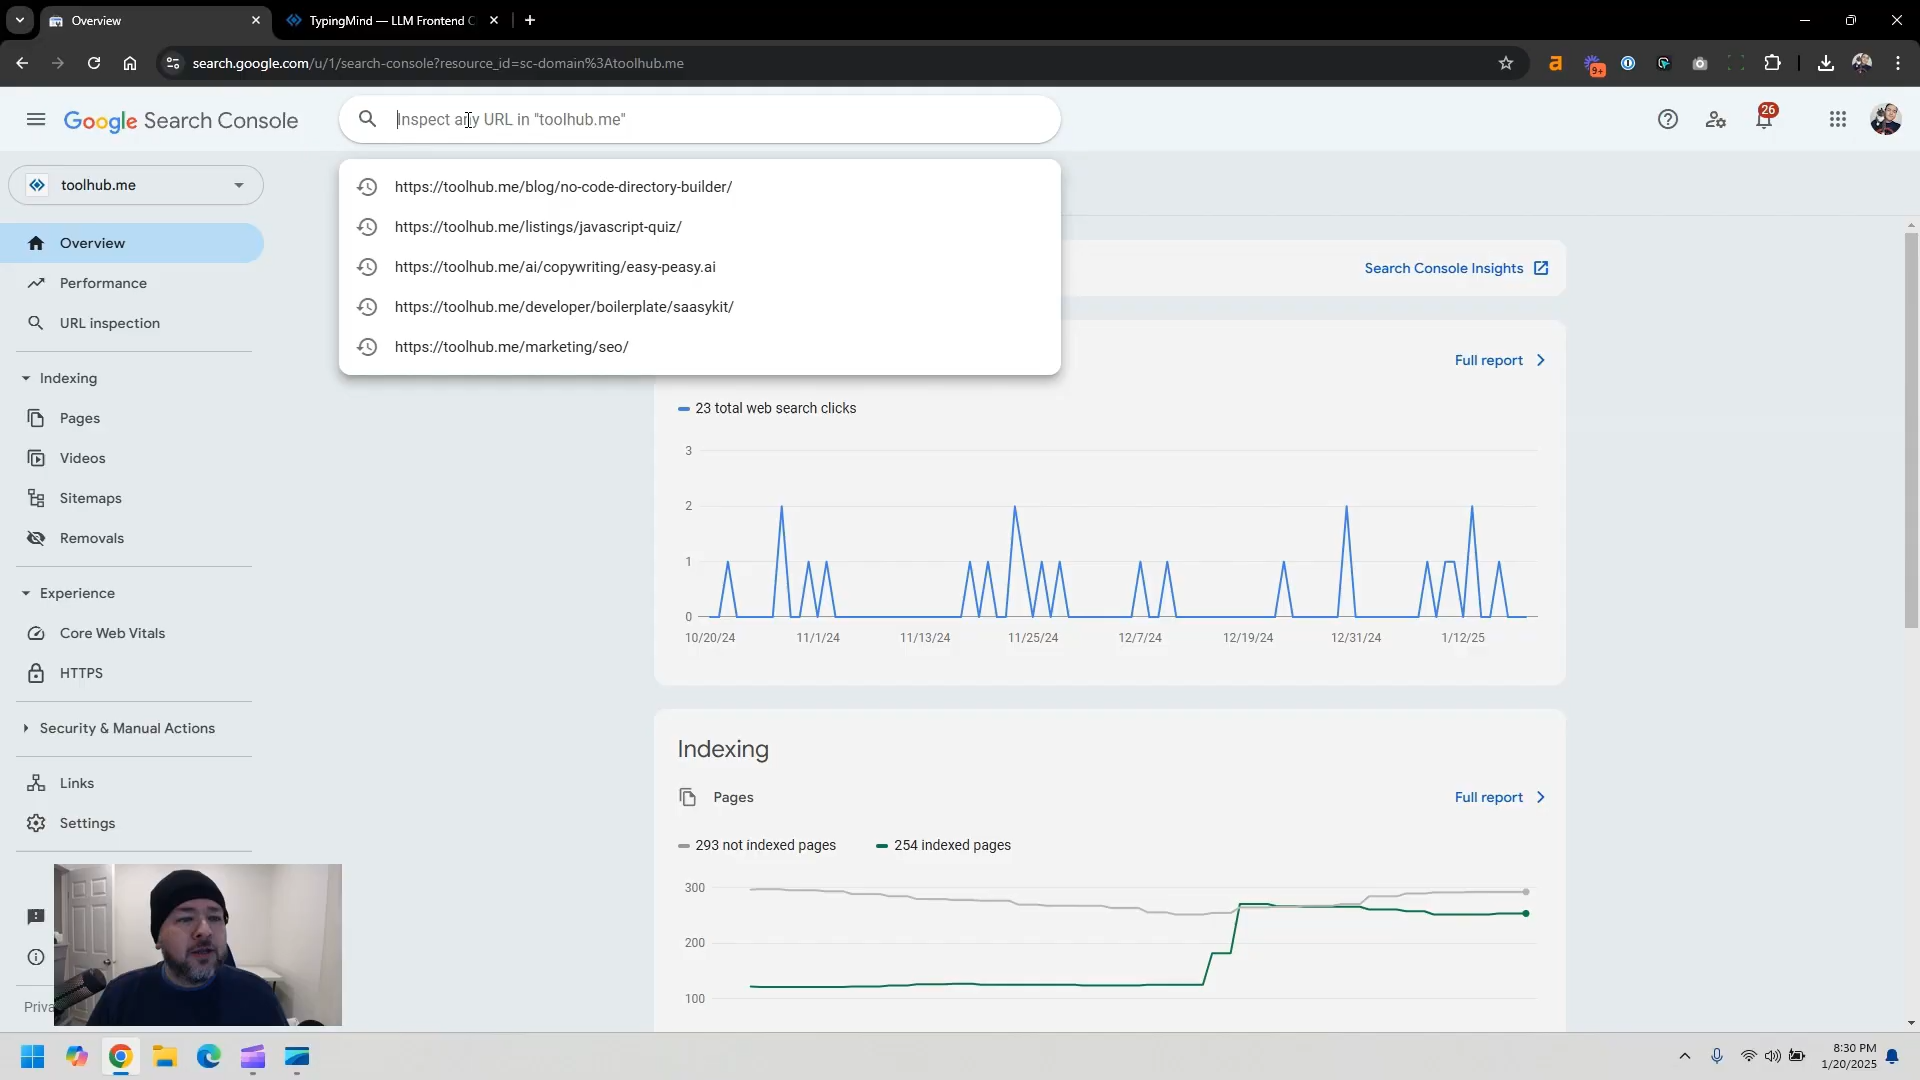 Overview
TypingMind — LLM Frontend C
search.google.com/u/1/search-console?resource_id=sc-domain%3Atoolhub.me
9+
Google Search Console
Inspect any URL in "toolhub.me"
26
toolhub.me
https://toolhub.me/blog/no-code-directory-builder/
https://toolhub.me/listings/javascript-quiz/
https://toolhub.me/ai/copywriting/easy-peasy.ai
https://toolhub.me/developer/boilerplate/saasykit/
https://toolhub.me/marketing/seo/
Overview
Performance
URL inspection
Indexing
Pages
Videos
Sitemaps
Removals
Experience
Core Web Vitals
HTTPS
Security & Manual Actions
Links
Settings
Priva
Search Console Insights
Full report
23 total web search clicks
3
2
1
0
10/20/24
11/1/24
11/13/24
11/25/24
12/7/24
12/19/24
12/31/24
1/12/25
Indexing
Pages
Full report
293 not indexed pages
254 indexed pages
300
200
100
8:30 PM
1/20/2025